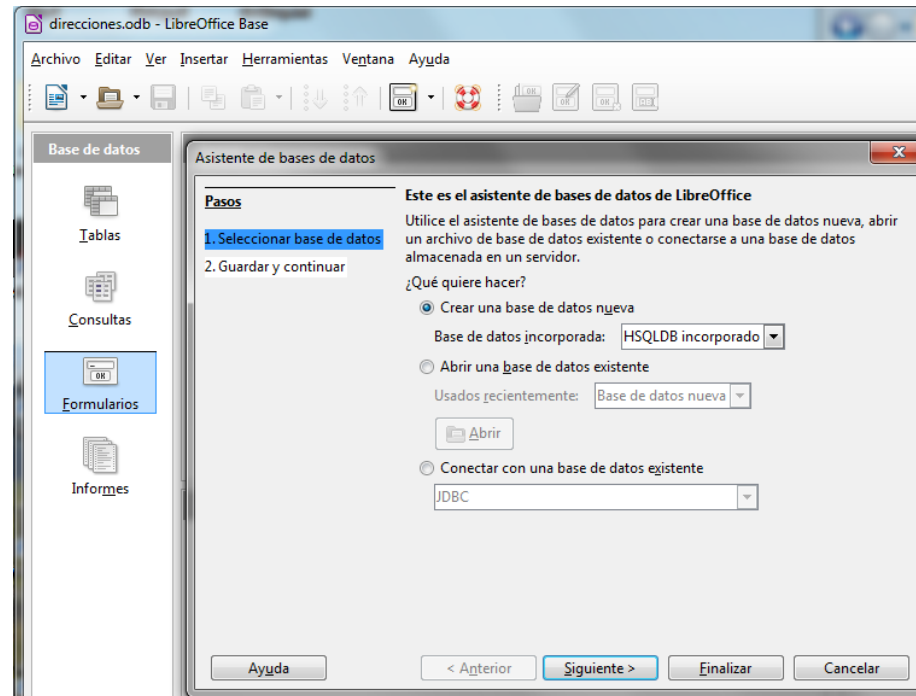 direcciones.odb - LibreOffice Base
Archivo Editar Ver Insertar Herramientas Ventana Ayuda
Base de datos
Tablas
Consultas
Formularios
Informes
Asistente de bases de datos
Pasos
1. Seleccionar base de datos
2. Guardar y continuar
Este es el asistente de bases de datos de LibreOffice
Utilice el asistente de bases de datos para crear una base de datos nueva, abrir
un archivo de base de datos existente o conectarse a una base de datos
almacenada en un servidor.
¿Qué quiere hacer?
Crear una base de datos nueva
Base de datos incorporada: HSQLDB incorporado
Abrir una base de datos existente
Usados recientemente: Base de datos nueva
Abrir
Conectar con una base de datos existente
JDBC
Ayuda < Anterior Siguiente > Finalizar Cancelar